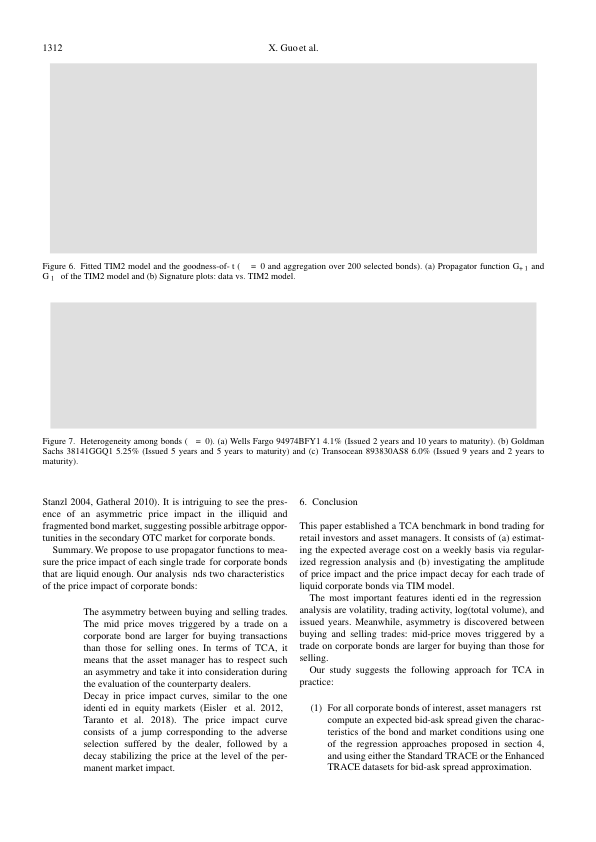 1312
X. Guo et al.
Figure 6. Fitted TIM2 model and the goodness-of- t ( = 0 and aggregation over 200 selected bonds). (a) Propagator function G+ 1 and
G 1 of the TIM2 model and (b) Signature plots: data vs. TIM2 model.
Figure 7. Heterogeneity among bonds ( = 0). (a) Wells Fargo 94974BFY1 4.1% (Issued 2 years and 10 years to maturity). (b) Goldman
Sachs 38141GGQ1 5.25% (Issued 5 years and 5 years to maturity) and (c) Transocean 893830AS8 6.0% (Issued 9 years and 2 years to
maturity).
Stanzl 2004, Gatheral 2010). It is intriguing to see the pres-
ence of an asymmetric price impact in the illiquid and
fragmented bond market, suggesting possible arbitrage oppor-
tunities in the secondary OTC market for corporate bonds.
Summary. We propose to use propagator functions to mea-
sure the price impact of each single trade for corporate bonds
that are liquid enough. Our analysis nds two characteristics
of the price impact of corporate bonds:
The asymmetry between buying and selling trades.
The mid price moves triggered by a trade on a
corporate bond are larger for buying transactions
than those for selling ones. In terms of TCA, it
means that the asset manager has to respect such
an asymmetry and take it into consideration during
the evaluation of the counterparty dealers.
Decay in price impact curves, similar to the one
identi ed in equity markets (Eisler et al. 2012,
Taranto et al. 2018). The price impact curve
consists of a jump corresponding to the adverse
selection suffered by the dealer, followed by a
decay stabilizing the price at the level of the per-
manent market impact.
6. Conclusion
This paper established a TCA benchmark in bond trading for
retail investors and asset managers. It consists of (a) estimat-
ing the expected average cost on a weekly basis via regular-
ized regression analysis and (b) investigating the amplitude
of price impact and the price impact decay for each trade of
liquid corporate bonds via TIM model.
The most important features identi ed in the regression
analysis are volatility, trading activity, log(total volume), and
issued years. Meanwhile, asymmetry is discovered between
buying and selling trades: mid-price moves triggered by a
trade on corporate bonds are larger for buying than those for
selling.
Our study suggests the following approach for TCA in
practice:
(1) For all corporate bonds of interest, asset managers rst
compute an expected bid-ask spread given the charac-
teristics of the bond and market conditions using one
of the regression approaches proposed in section 4,
and using either the Standard TRACE or the Enhanced
TRACE datasets for bid-ask spread approximation.